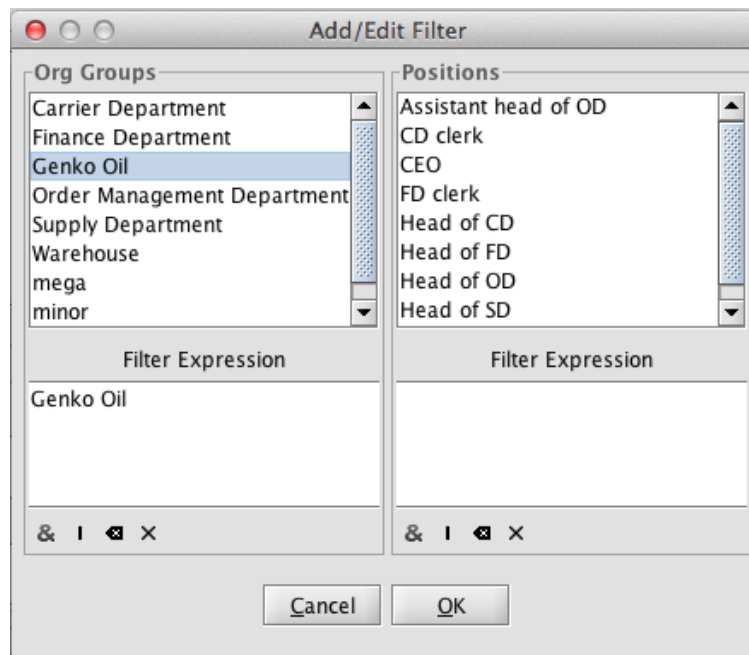 Add/Edit Filter
Org Groups
Carrier Department
Finance Department
Genko Oil
Order Management Department
Supply Department
Warehouse
mega
minor
Filter Expression
Genko Oil
& I
Positions
Assistant head of OD
CD clerk
CEO
FD clerk
Head of CD
Head of FD
Head of OD
Head of SD
Filter Expression
& I
Cancel
OK